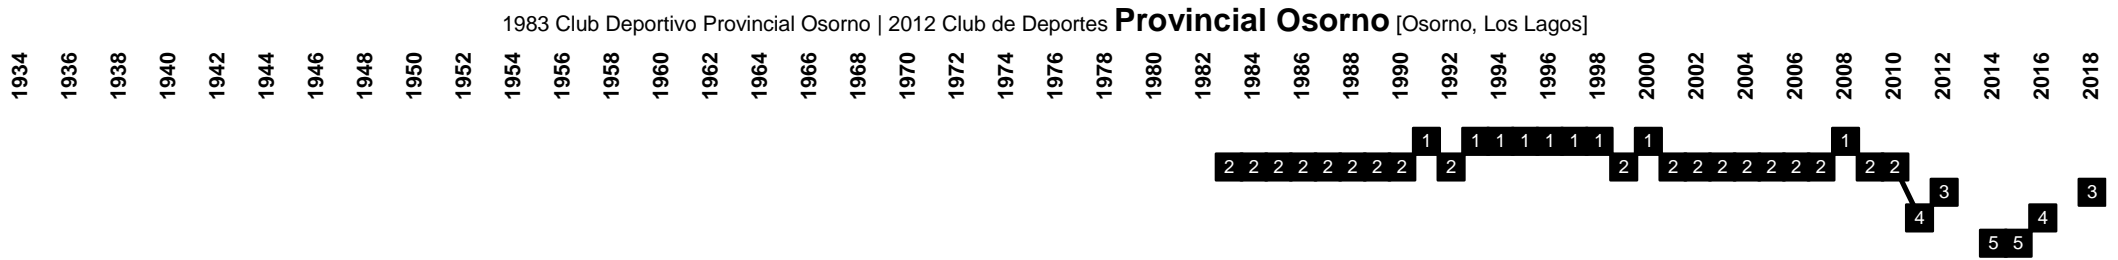 1983 Club Deportivo Provincial Osorno | 2012 Club de Deportes Provincial Osorno [Osorno, Los Lagos]
1934 1936 1938 1940 1942 1944 1946 1948 1950 1952 1954 1956 1958 1960 1962 1964 1966 1968 1970 1972 1974 1976 1978 1980 1982 1984 1986 1988 1990 1992 1994 1996 1998 2000 2002 2004 2006 2008 2010 2012 2014 2016 2018
1 1 1 1 1 1 1 1 1
2 2 2 2 2 2 2 2 2 2 2 2 2 2 2 2 2 2 2
3 3
4 4
5 5